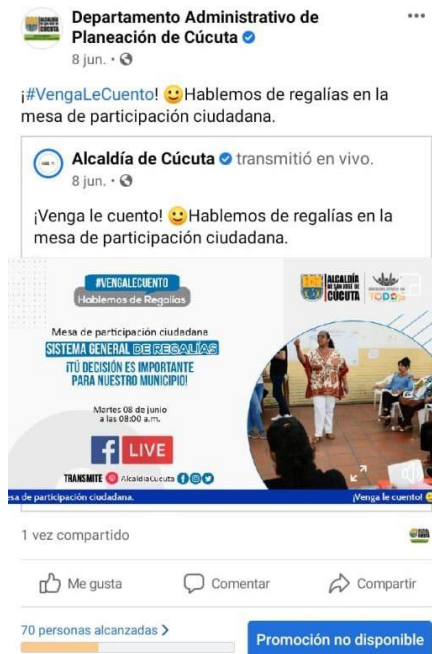 Departamento Administrativo de
Planeación de Cúcuta
8 jun.
¡#VengaLeCuento! Hablemos de regalías en la
mesa de participación ciudadana.
Alcaldía de Cúcuta transmitió en vivo.
8 jun.
¡Venga le cuento! Hablemos de regalías en la
mesa de participación ciudadana.
#VENGALECUENTO
Hablemos de Regalías
ALCALDÍA
DE SAN JOSÉ DE
CÚCUTA
TODOS
Mesa de participación ciudadana
SISTEMA GENERAL DE REGALÍAS
¡TÚ DECISIÓN ES IMPORTANTE
PARA NUESTRO MUNICIPIO!
Martes 08 de junio
a las 08:00 a.m.
f LIVE
TRANSMITE AlcaldiaCucuta
sa de participación ciudadana.
¡Venga le cuento!
1 vez compartido
Me gusta
Comentar
Compartir
70 personas alcanzadas
Promoción no disponible